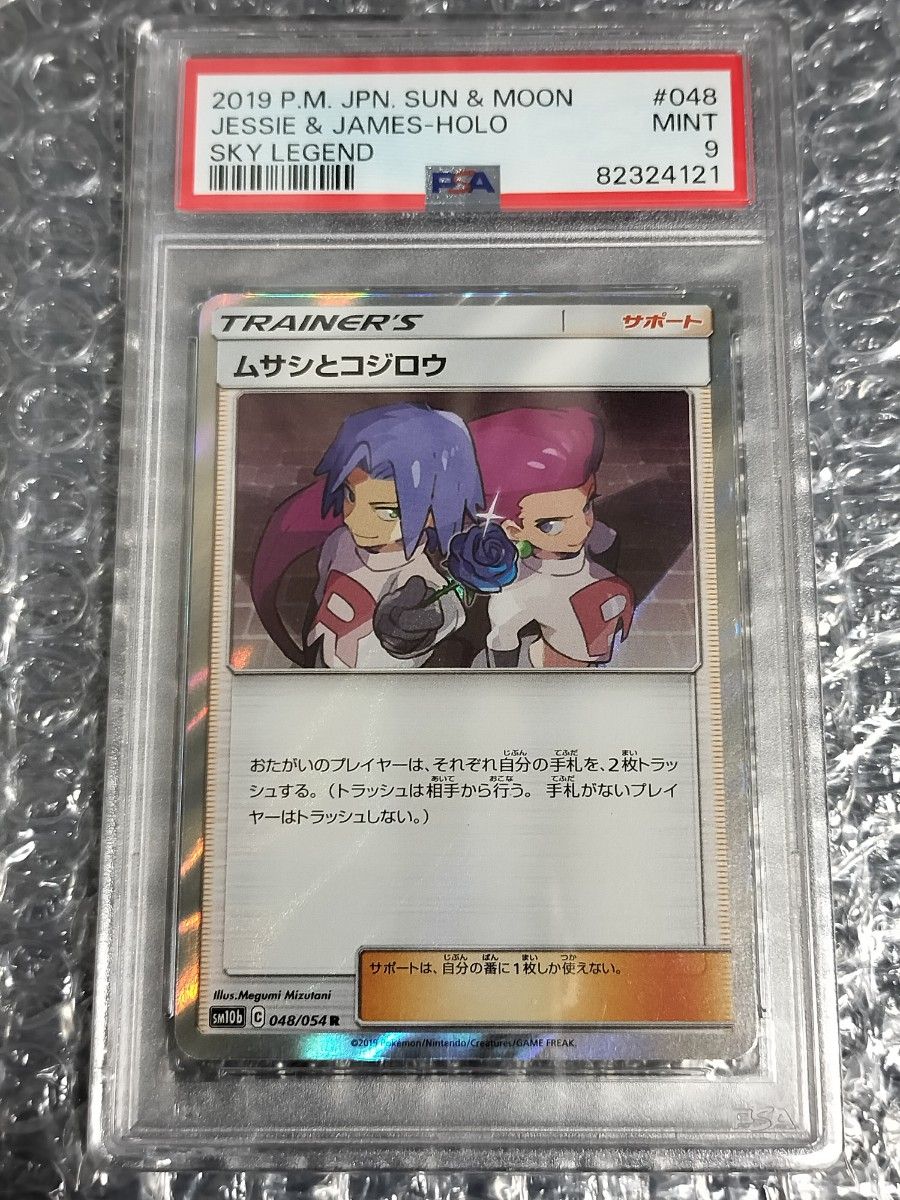 2019 P.M. JPN. SUN & MOON #048
JESSIE & JAMES-HOLO MINT
SKY LEGEND 9
PSA 82324121
TRAINER'S サポート
ムサシとコジロウ
R R
おたがいのプレイヤーは、それぞれ自分の手札を、2枚トラッ
シュする。(トラッシュは相手から行う。手札がないプレイ
ヤーはトラッシュしない。)
サポートは、自分の番に1枚しか使えない。
Illus.Megumi Mizutani
sm10b C 048/054 R
©2019 Pokémon/Nintendo/Creatures/GAME FREAK.
PSA